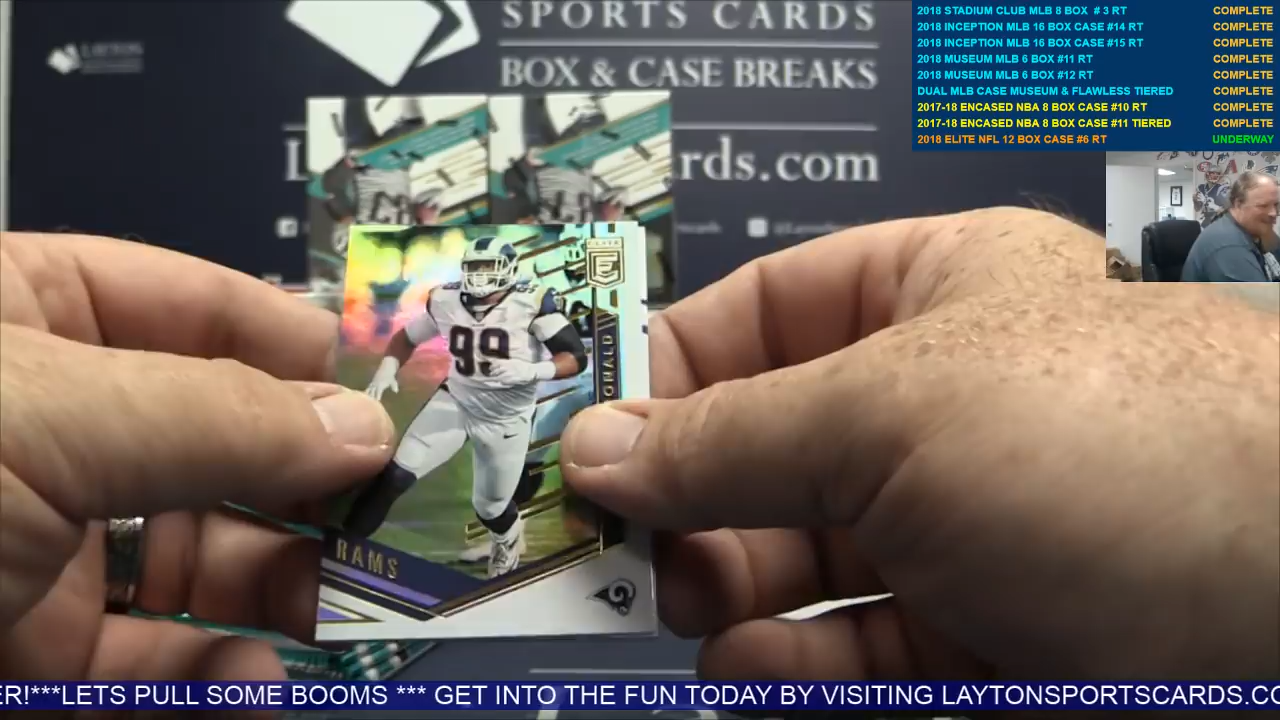 SPORTS CARDS
BOX & CASE BREAKS
LAYTON
ards.com
2018 STADIUM CLUB MLB 8 BOX # 3 RT COMPLETE
2018 INCEPTION MLB 16 BOX CASE #14 RT COMPLETE
2018 INCEPTION MLB 16 BOX CASE #15 RT COMPLETE
2018 MUSEUM MLB 6 BOX #11 RT COMPLETE
2018 MUSEUM MLB 6 BOX #12 RT COMPLETE
DUAL MLB CASE MUSEUM & FLAWLESS TIERED COMPLETE
2017-18 ENCASED NBA 8 BOX CASE #10 RT COMPLETE
2017-18 ENCASED NBA 8 BOX CASE #11 TIERED COMPLETE
2018 ELITE NFL 12 BOX CASE #6 RT UNDERWAY
ELITE
E
99
ONALD
RAMS
ER!***LETS PULL SOME BOOMS *** GET INTO THE FUN TODAY BY VISITING LAYTONSPORTSCARDS.CO